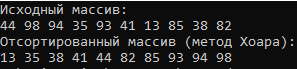 Исходный массив:
44 98 94 35 93 41 13 85 38 82
Отсортированный массив (метод Хоара):
13 35 38 41 44 82 85 93 94 98